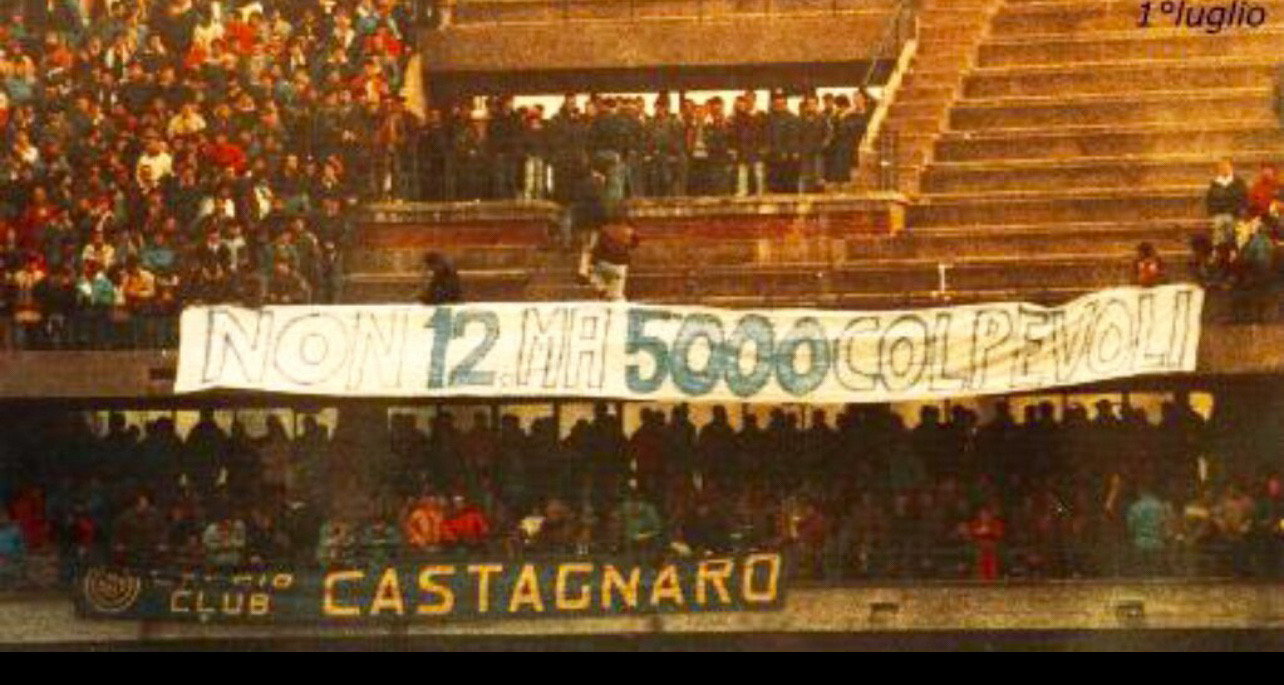 1°luglio
NON 12.MA 5000 COLPEVOLI
CLUB CASTAGNARO